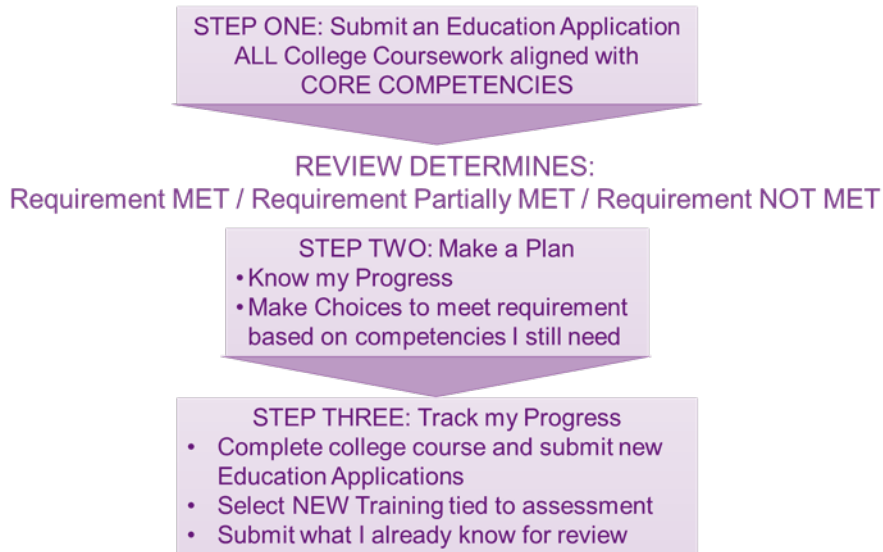 STEP ONE: Submit an Education Application
ALL College Coursework aligned with
CORE COMPETENCIES
REVIEW DETERMINES:
Requirement MET / Requirement Partially MET / Requirement NOT MET
STEP TWO: Make a Plan
• Know my Progress
• Make Choices to meet requirement
based on competencies I still need
STEP THREE: Track my Progress
• Complete college course and submit new
Education Applications
• Select NEW Training tied to assessment
• Submit what I already know for review